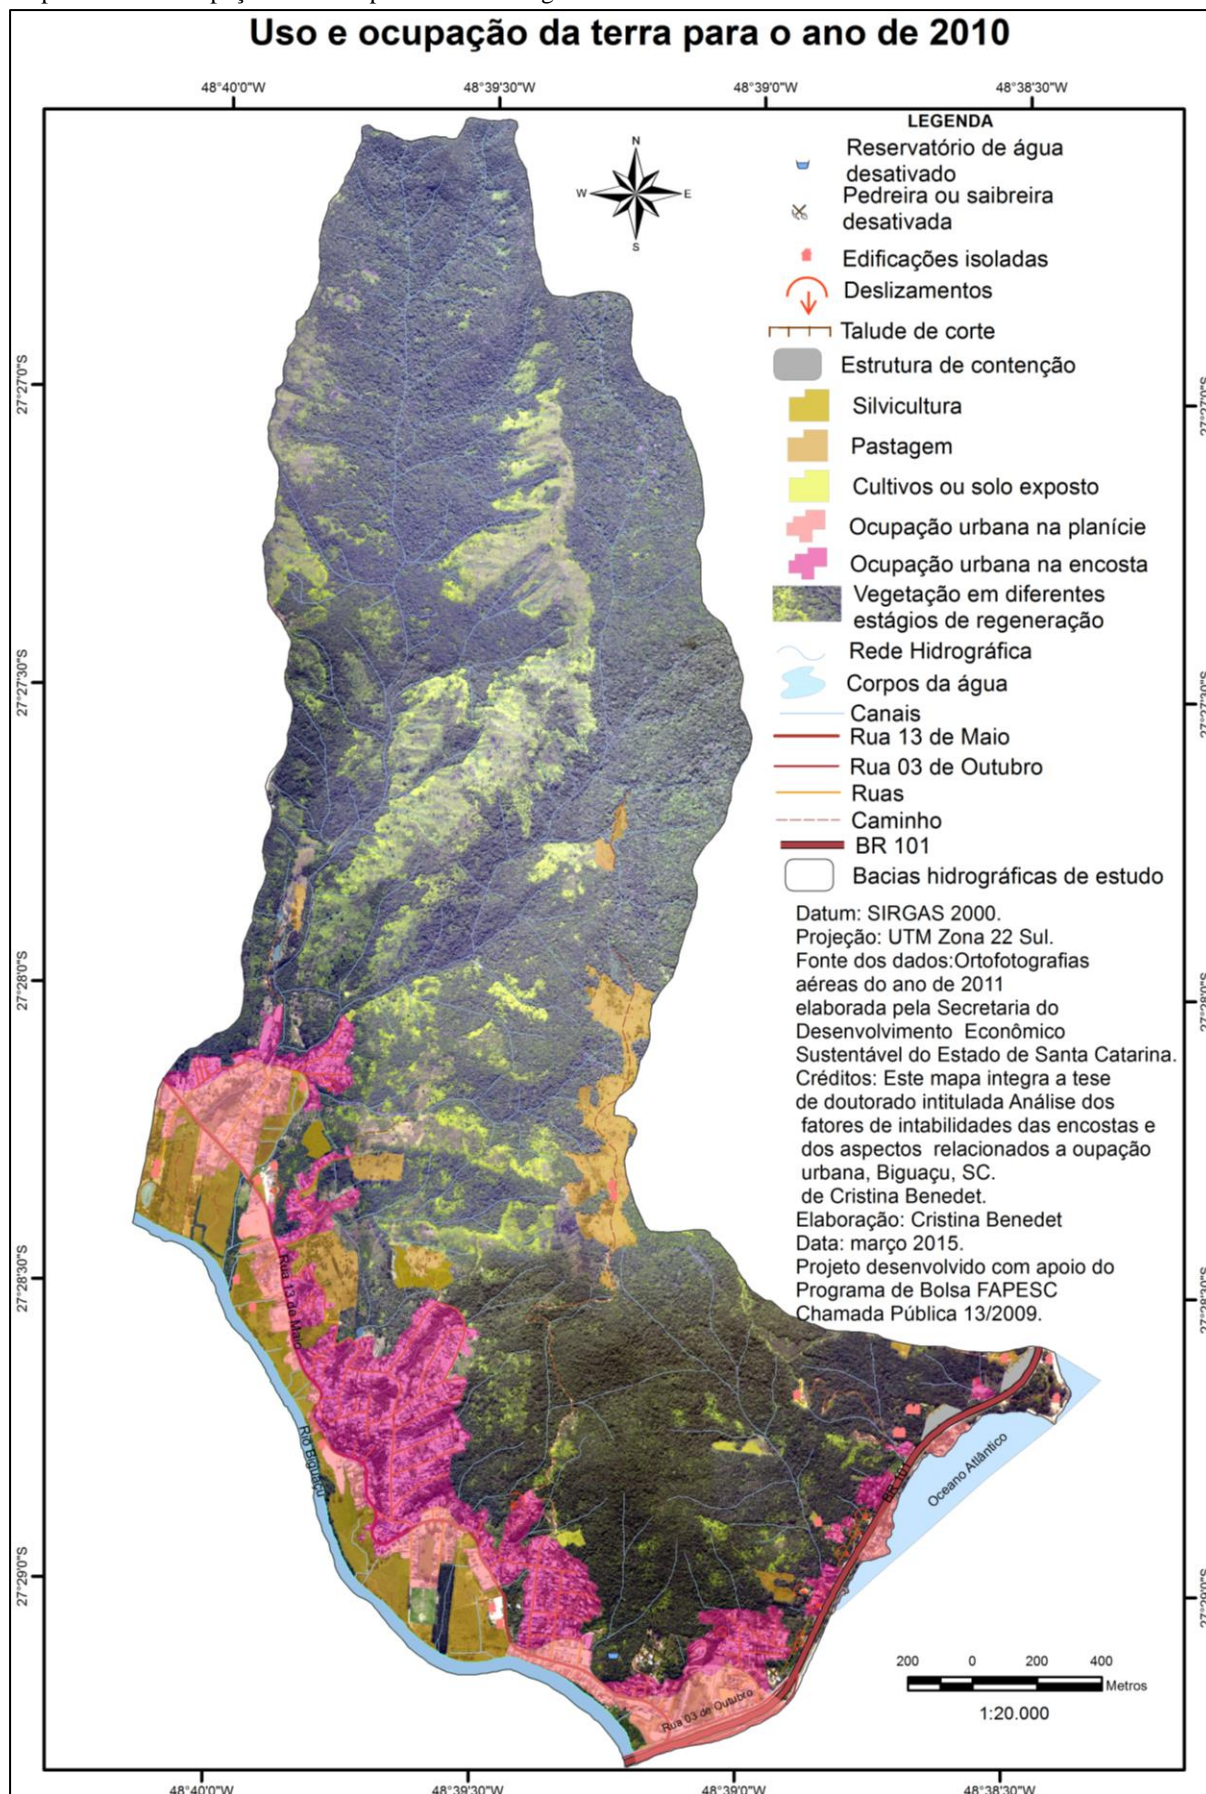 Uso e ocupação da terra para o ano de 2010
48°40'0"W
48°39'30"W
48°39'0"W
48°38'30"W
LEGENDA
Reservatório de água
desativado
Pedreira ou saibreira
desativada
Edificações isoladas
Deslizamentos
Talude de corte
Estrutura de contenção
Silvicultura
Pastagem
Cultivos ou solo exposto
Ocupação urbana na planície
Ocupação urbana na encosta
Vegetação em diferentes
estágios de regeneração
Rede Hidrográfica
Corpos da água
Canais
Rua 13 de Maio
Rua 03 de Outubro
Ruas
Caminho
BR 101
Bacias hidrográficas de estudo
Datum: SIRGAS 2000.
Projeção: UTM Zona 22 Sul.
Fonte dos dados:Ortofotografias
aéreas do ano de 2011
elaborada pela Secretaria do
Desenvolvimento Econômico
Sustentável do Estado de Santa Catarina.
Créditos: Este mapa integra a tese
de doutorado intitulada Análise dos
fatores de intabilidades das encostas e
dos aspectos relacionados a oupação
urbana, Biguaçu, SC.
de Cristina Benedet.
Elaboração: Cristina Benedet
Data: março 2015.
Projeto desenvolvido com apoio do
Programa de Bolsa FAPESC
Chamada Pública 13/2009.
N
W
E
S
27°27'0"S
27°27'30"S
27°28'0"S
27°28'30"S
27°29'0"S
Rua 13 de Maio
Rio Biguaçu
BR 101
Oceano Atlântico
Rua 03 de Outubro
200 0 200 400
Metros
1:20.000
48°40'0"W
48°39'30"W
48°39'0"W
48°38'30"W